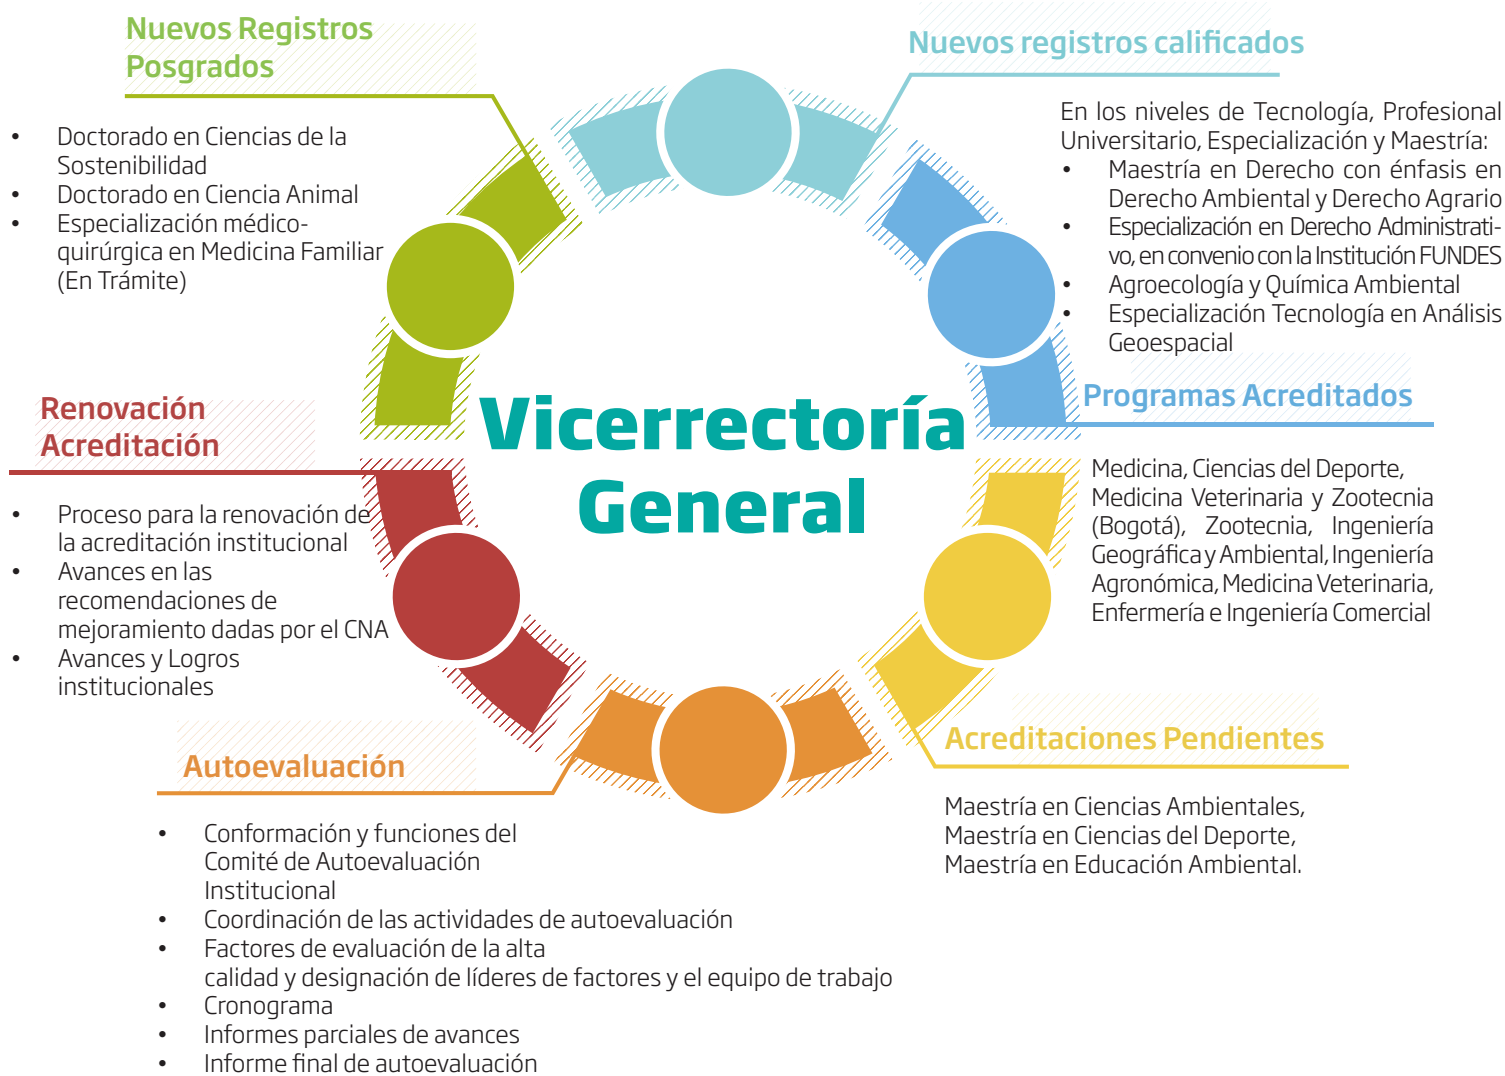 Nuevos Registros
Posgrados
• Doctorado en Ciencias de la
Sostenibilidad
• Doctorado en Ciencia Animal
• Especialización médico-
quirúrgica en Medicina Familiar
(En Trámite)
Nuevos registros calificados
En los niveles de Tecnología, Profesional
Universitario, Especialización y Maestría:
• Maestría en Derecho con énfasis en
Derecho Ambiental y Derecho Agrario
• Especialización en Derecho Administrati-
vo, en convenio con la Institución FUNDES
• Agroecología y Química Ambiental
• Especialización Tecnología en Análisis
Geoespacial
Vicerrectoría
General
Programas Acreditados
Medicina, Ciencias del Deporte,
Medicina Veterinaria y Zootecnia
(Bogotá), Zootecnia, Ingeniería
Geográfica y Ambiental, Ingeniería
Agronómica, Medicina Veterinaria,
Enfermería e Ingeniería Comercial
Renovación
Acreditación
• Proceso para la renovación de
la acreditación institucional
• Avances en las
recomendaciones de
mejoramiento dadas por el CNA
• Avances y Logros
institucionales
Acreditaciones Pendientes
Maestría en Ciencias Ambientales,
Maestría en Ciencias del Deporte,
Maestría en Educación Ambiental.
Autoevaluación
• Conformación y funciones del
Comité de Autoevaluación
Institucional
• Coordinación de las actividades de autoevaluación
• Factores de evaluación de la alta
calidad y designación de líderes de factores y el equipo de trabajo
• Cronograma
• Informes parciales de avances
• Informe final de autoevaluación